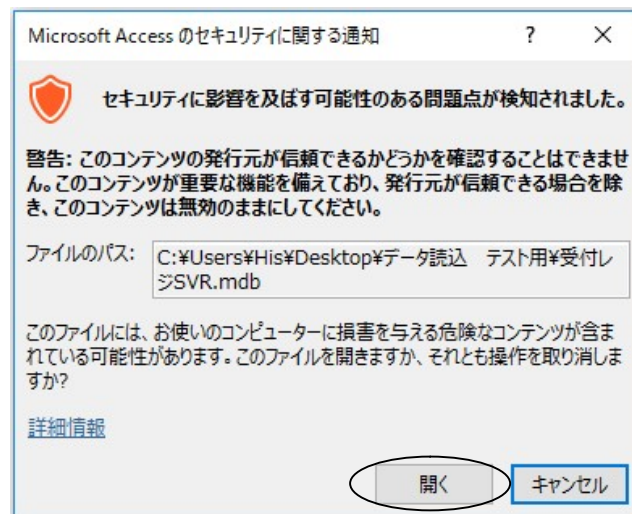 Microsoft Access のセキュリティに関する通知 ? ×
セキュリティに影響を及ぼす可能性のある問題点が検知されました。
警告: このコンテンツの発行元が信頼できるかどうかを確認することはできませ
ん。このコンテンツが重要な機能を備えており、発行元が信頼できる場合を除
き、このコンテンツは無効のままにしてください。
ファイルのパス: C:¥Users¥His¥Desktop¥データ読込　テスト用¥受付レ
ジSVR.mdb
このファイルには、お使いのコンピューターに損害を与える危険なコンテンツが含ま
れている可能性があります。このファイルを開きますか、それとも操作を取り消しま
すか?
詳細情報
開く キャンセル